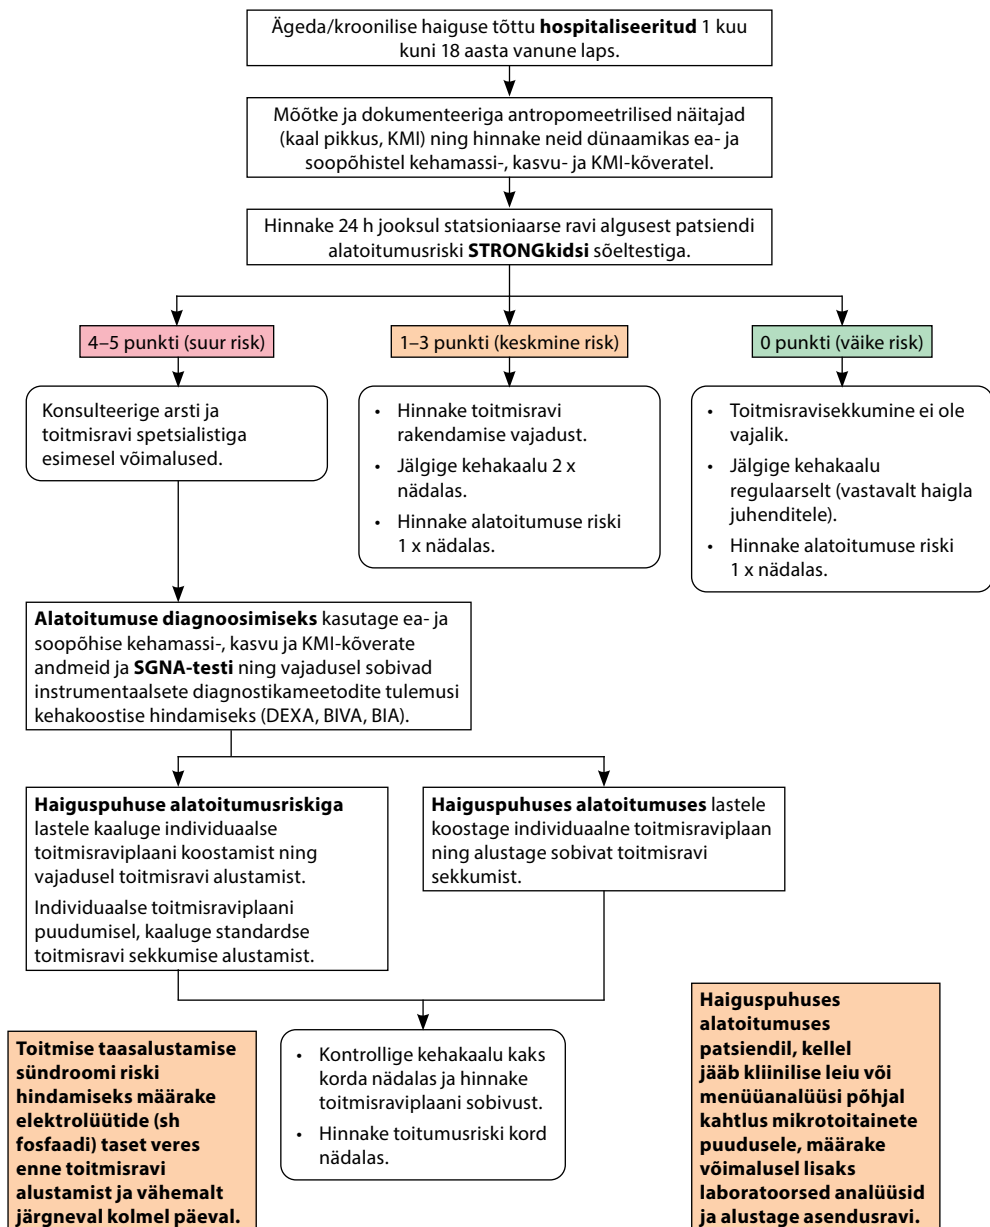 Ägeda/kroonilise haiguse tõttu hospitaliseeritud 1 kuu
kuni 18 aasta vanune laps.
Mõõtke ja dokumenteeriga antropomeetrilised näitajad
(kaal pikkus, KMI) ning hinnake neid dünaamikas ea- ja
soopõhistel kehamassi-, kasvu- ja KMI-kõveratel.
Hinnake 24 h jooksul statsioniaarse ravi algusest patsiendi
alatoitumusriski STRONGkidsi sõeltestiga.
4–5 punkti (suur risk)
1–3 punkti (keskmine risk)
0 punkti (väike risk)
Konsulteerige arsti ja
toitmisravi spetsialistiga
esimesel võimalused.
• Hinnake toitmisravi
rakendamise vajadust.
• Jälgige kehakaalu 2 x
nädalas.
• Hinnake alatoitumuse riski
1 x nädalas.
• Toitmisravisekkumine ei ole
vajalik.
• Jälgige kehakaalu
regulaarselt (vastavalt haigla
juhenditele).
• Hinnake alatoitumuse riski
1 x nädalas.
Alatoitumuse diagnoosimiseks kasutage ea- ja
soopõhise kehamassi-, kasvu ja KMI-kõverate
andmeid ja SGNA-testi ning vajadusel sobivad
instrumentaalsete diagnostikameetodite tulemusi
kehakoostise hindamiseks (DEXA, BIVA, BIA).
Haiguspuhuse alatoitumusriskiga
lastele kaaluge individuaalse
toitmisraviplaani koostamist ning
vajadusel toitmisravi alustamist.
Individuaalse toitmisraviplaani
puudumisel, kaaluge standardse
toitmisravi sekkumise alustamist.
Haiguspuhuses alatoitumuses lastele
koostage individuaalne toitmisraviplaan
ning alustage sobivat toitmisravi
sekkumist.
Toitmise taasalustamise
sündroomi riski
hindamiseks määrake
elektrolüütide (sh
fosfaadi) taset veres
enne toitmisravi
alustamist ja vähemalt
järgneval kolmel päeval.
• Kontrollige kehakaalu kaks
korda nädalas ja hinnake
toitmisraviplaani sobivust.
• Hinnake toitumusriski kord
nädalas.
Haiguspuhuses
alatoitumuses
patsiendil, kellel
jääb kliinilise leiu või
menüüanalüüsi põhjal
kahtlus mikrotoitainete
puudusele, määrake
võimalusel lisaks
laboratoorsed analüüsid
ja alustage asendusravi.